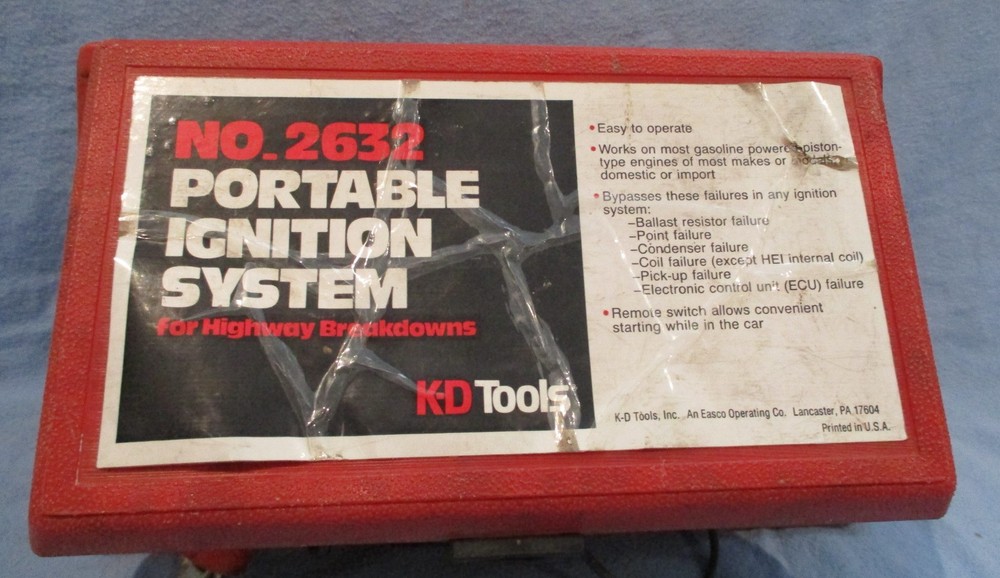 NO. 2632
PORTABLE
IGNITION
SYSTEM
for Highway Breakdowns
K-D Tools
• Easy to operate
• Works on most gasoline powered piston-
type engines of most makes or models,
domestic or import
• Bypasses these failures in any ignition
system:
–Ballast resistor failure
–Point failure
–Condenser failure
–Coil failure (except HEI internal coil)
–Pick-up failure
–Electronic control unit (ECU) failure
• Remote switch allows convenient
starting while in the car
K-D Tools, Inc. An Easco Operating Co. Lancaster, PA 17604
Printed in U.S.A.